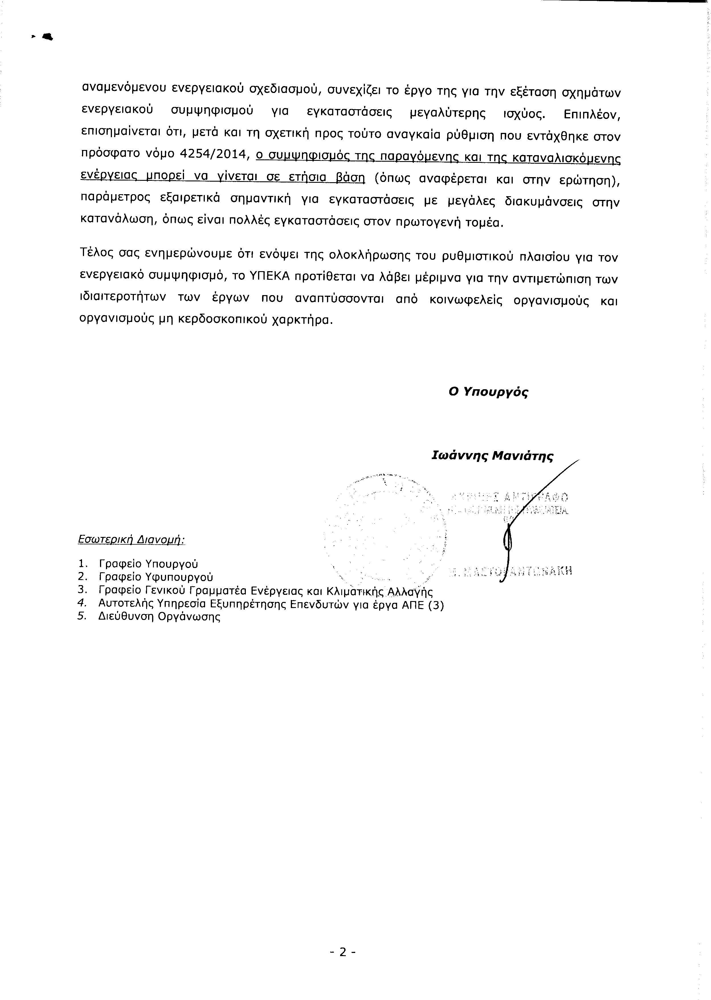 αναμενόμενου ενεργειακού σχεδιασμού, συνεχίζει το έργο της για την εξέταση σχημάτων
ενεργειακού συμψηφισμού για εγκαταστάσεις μεγαλύτερης ισχύος. Επιπλέον,
επισημαίνεται ότι, μετά και τη σχετική προς τούτο αναγκαία ρύθμιση που εντάχθηκε στον
πρόσφατο νόμο 4254/2014, ο συμψηφισμός της παραγόμενης και της καταναλισκόμενης
ενέργειας μπορεί να γίνεται σε ετήσια βάση (όπως αναφέρεται και στην ερώτηση),
παράμετρος εξαιρετικά σημαντική για εγκαταστάσεις με μεγάλες διακυμάνσεις στην
κατανάλωση, όπως είναι πολλές εγκαταστάσεις στον πρωτογενή τομέα.
Τέλος σας ενημερώνουμε ότι ενόψει της ολοκλήρωσης του ρυθμιστικού πλαισίου για τον
ενεργειακό συμψηφισμό, το ΥΠΕΚΑ προτίθεται να λάβει μέριμνα για την αντιμετώπιση των
ιδιαιτεροτήτων των έργων που αναπτύσσονται από κοινωφελείς οργανισμούς και
οργανισμούς μη κερδοσκοπικού χαρκτήρα.
Ο Υπουργός
Ιωάννης Μανιάτης
ΑΝΤΙΓΡΑΦΟ
Εσωτερική Διανομή:
1. Γραφείο Υπουργού
2. Γραφείο Υφυπουργού
3. Γραφείο Γενικού Γραμματέα Ενέργειας και Κλιματικής Αλλαγής
4. Αυτοτελής Υπηρεσία Εξυπηρέτησης Επενδυτών για έργα ΑΠΕ (3)
5. Διεύθυνση Οργάνωσης
- 2 -